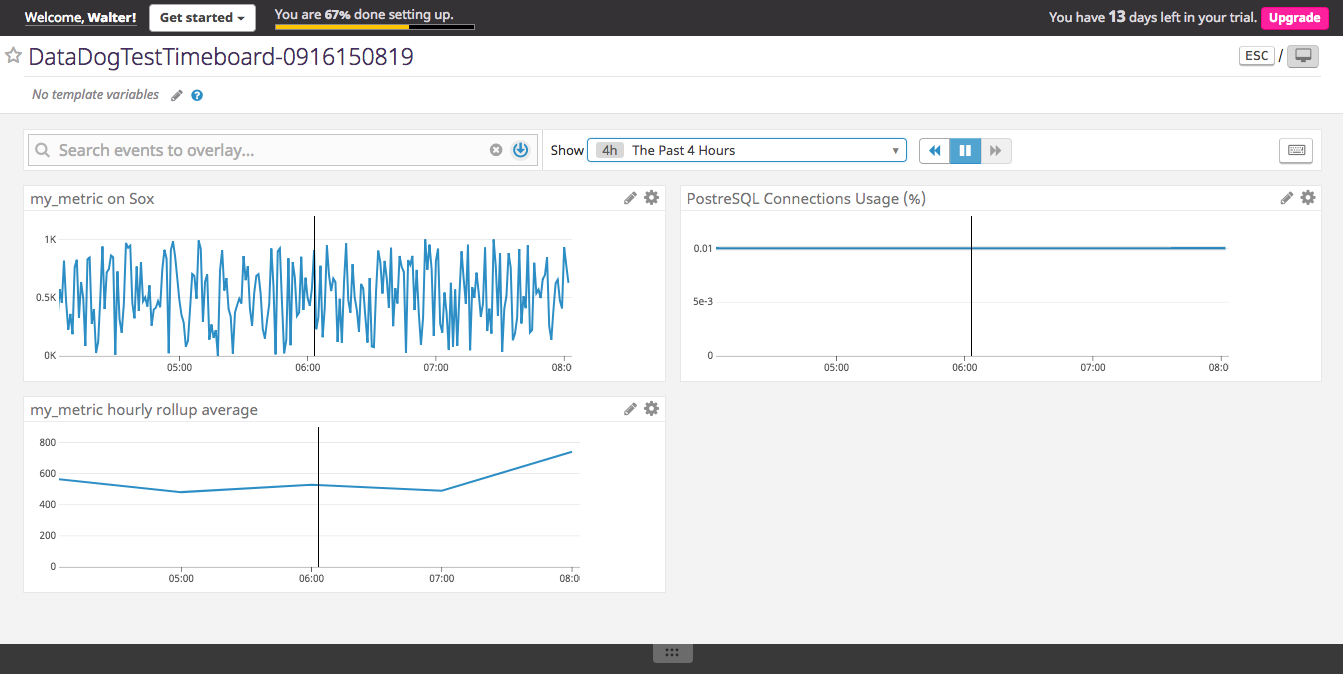 Welcome, Walter!
Get started
You are 67% done setting up.
You have 13 days left in your trial.
Upgrade
DataDogTestTimeboard-0916150819
ESC /
No template variables
?
Search events to overlay...
Show
4h The Past 4 Hours
my_metric on Sox
1K
0.5K
0K
05:00 06:00 07:00 08:0
PostreSQL Connections Usage (%)
0.01
5e-3
0
05:00 06:00 07:00 08:0
my_metric hourly rollup average
800
600
400
200
0
05:00 06:00 07:00 08:0